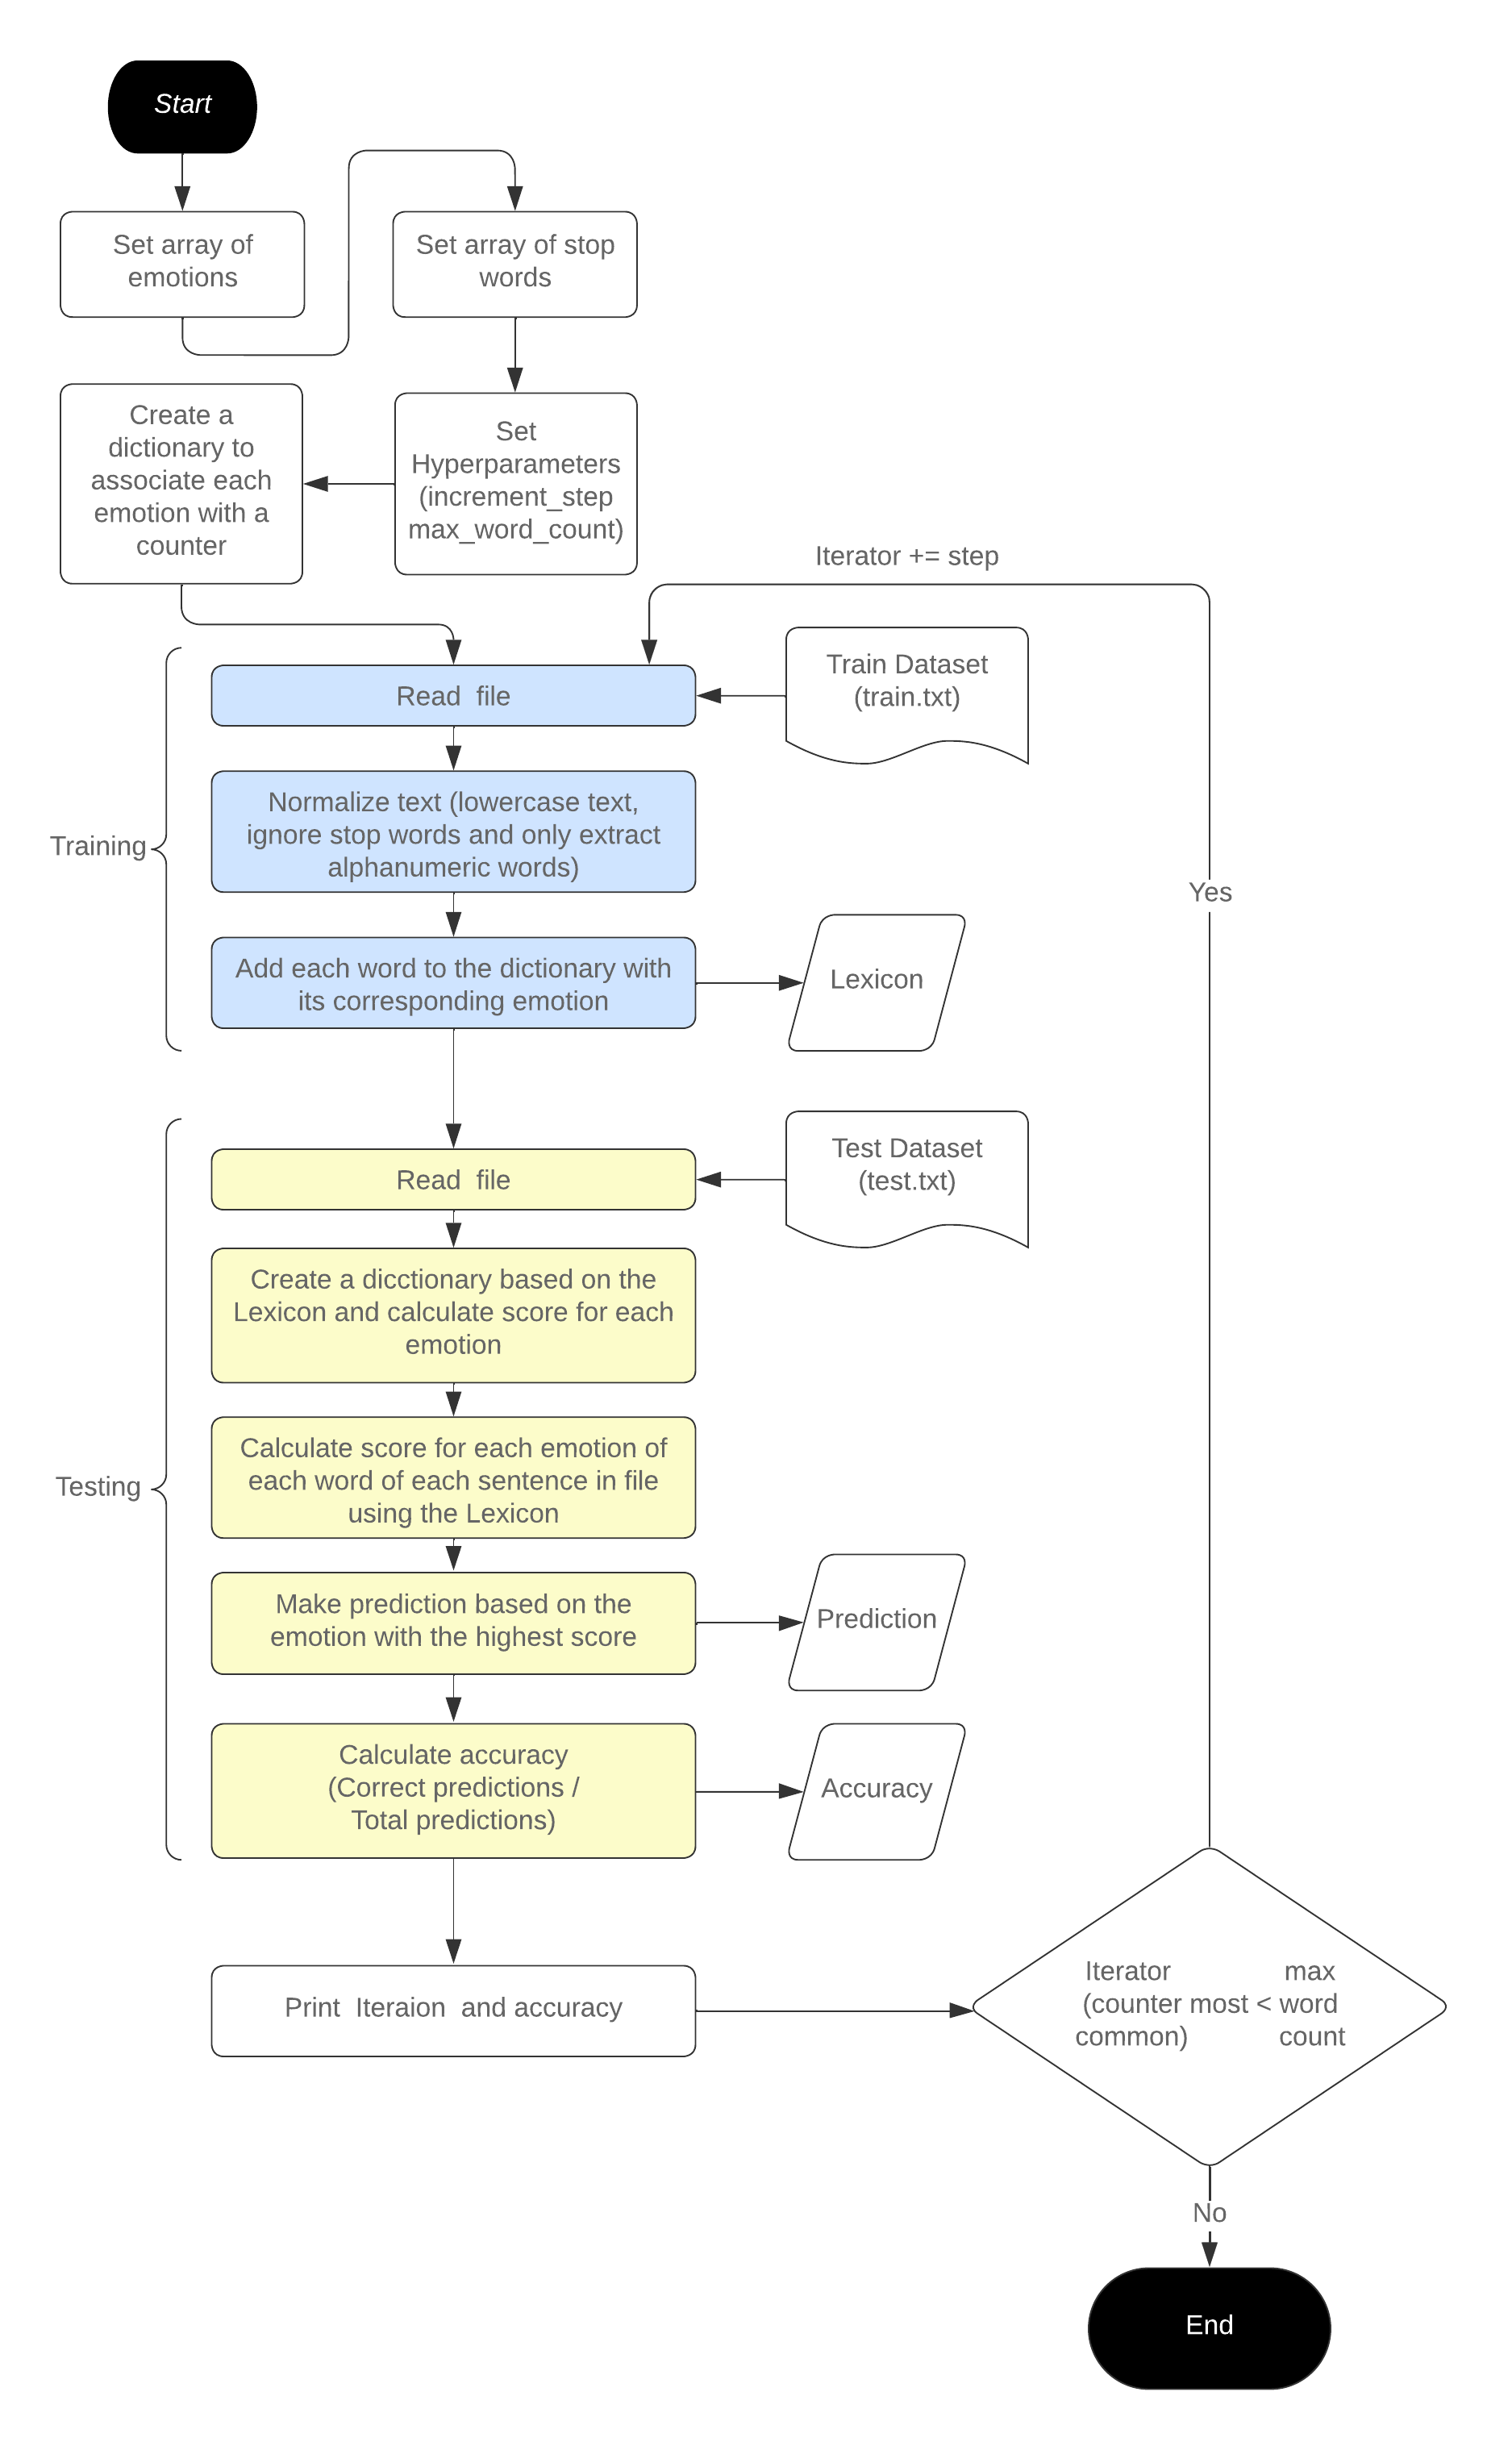 Start
Set array of
emotions
Set array of stop
words
Create a
dictionary to
associate each
emotion with a
counter
Set
Hyperparameters
(increment_step
max_word_count)
Iterator += step
Train Dataset
(train.txt)
Read file
Normalize text (lowercase text,
ignore stop words and only extract
alphanumeric words)
Training
Yes
Add each word to the dictionary with
its corresponding emotion
Lexicon
Test Dataset
(test.txt)
Read file
Create a dicctionary based on the
Lexicon and calculate score for each
emotion
Calculate score for each emotion of
each word of each sentence in file
using the Lexicon
Testing
Make prediction based on the
emotion with the highest score
Prediction
Calculate accuracy
(Correct predictions /
Total predictions)
Accuracy
Print Iteraion and accuracy
Iterator max
(counter most < word
common) count
No
End